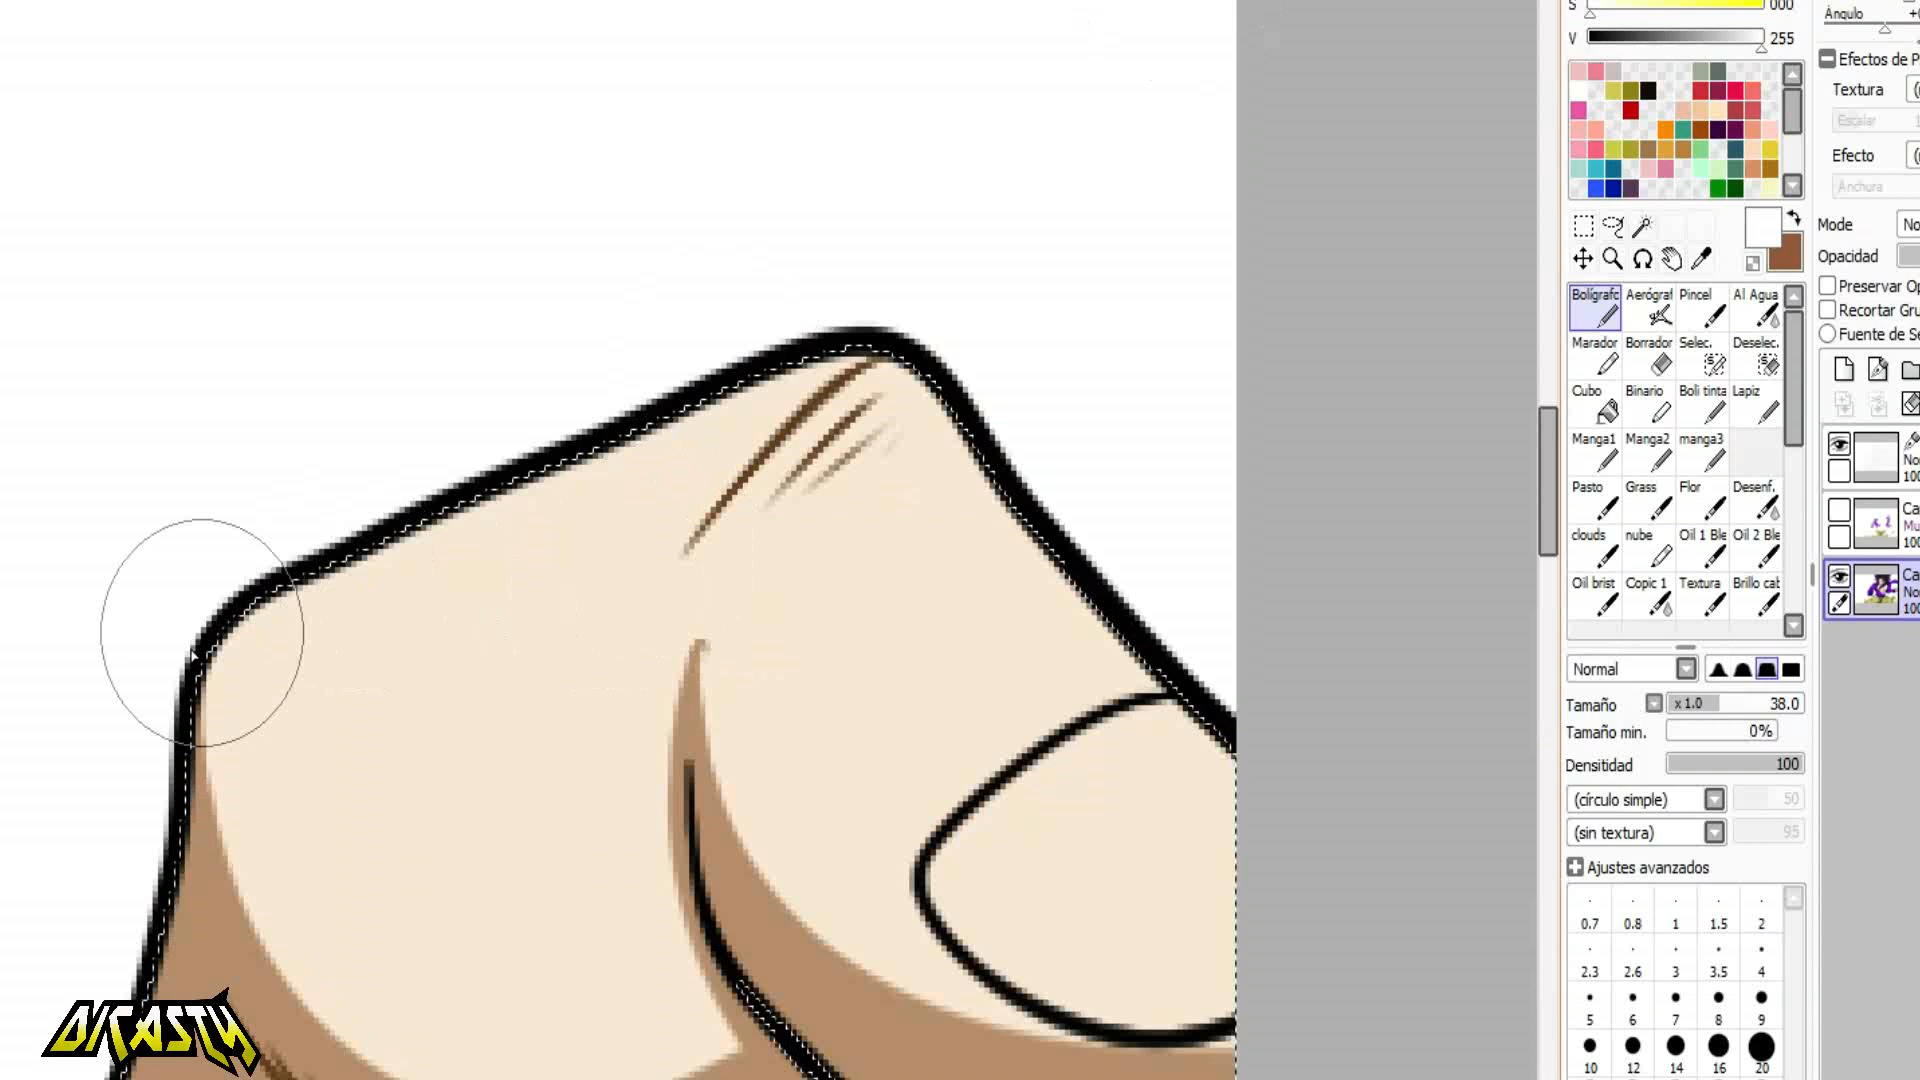 S 000
Ángulo
V 255
Efectos de P
Textura
Escalar
Efecto
Anchura
Mode No
Opacidad
Preservar Op
Recortar Gru
Fuente de Se
Bolígrafc Aerógraf Pincel Al Agua
Marador Borrador Selec. Deselec.
Cubo Binario Boli tinta Lapiz
Manga1 Manga2 manga3
Pasto Grass Flor Desenf.
clouds nube Oil 1 Ble Oil 2 Ble
Oil brist Copic 1 Textura Brillo cab
No
100
Ca
Mu
100
Ca
No
100
Normal
Tamaño x 1.0 38.0
Tamaño min. 0%
Densitidad 100
(círculo simple) 50
(sin textura) 95
Ajustes avanzados
0.7 0.8 1 1.5 2
2.3 2.6 3 3.5 4
5 6 7 8 9
10 12 14 16 20
DICASTY